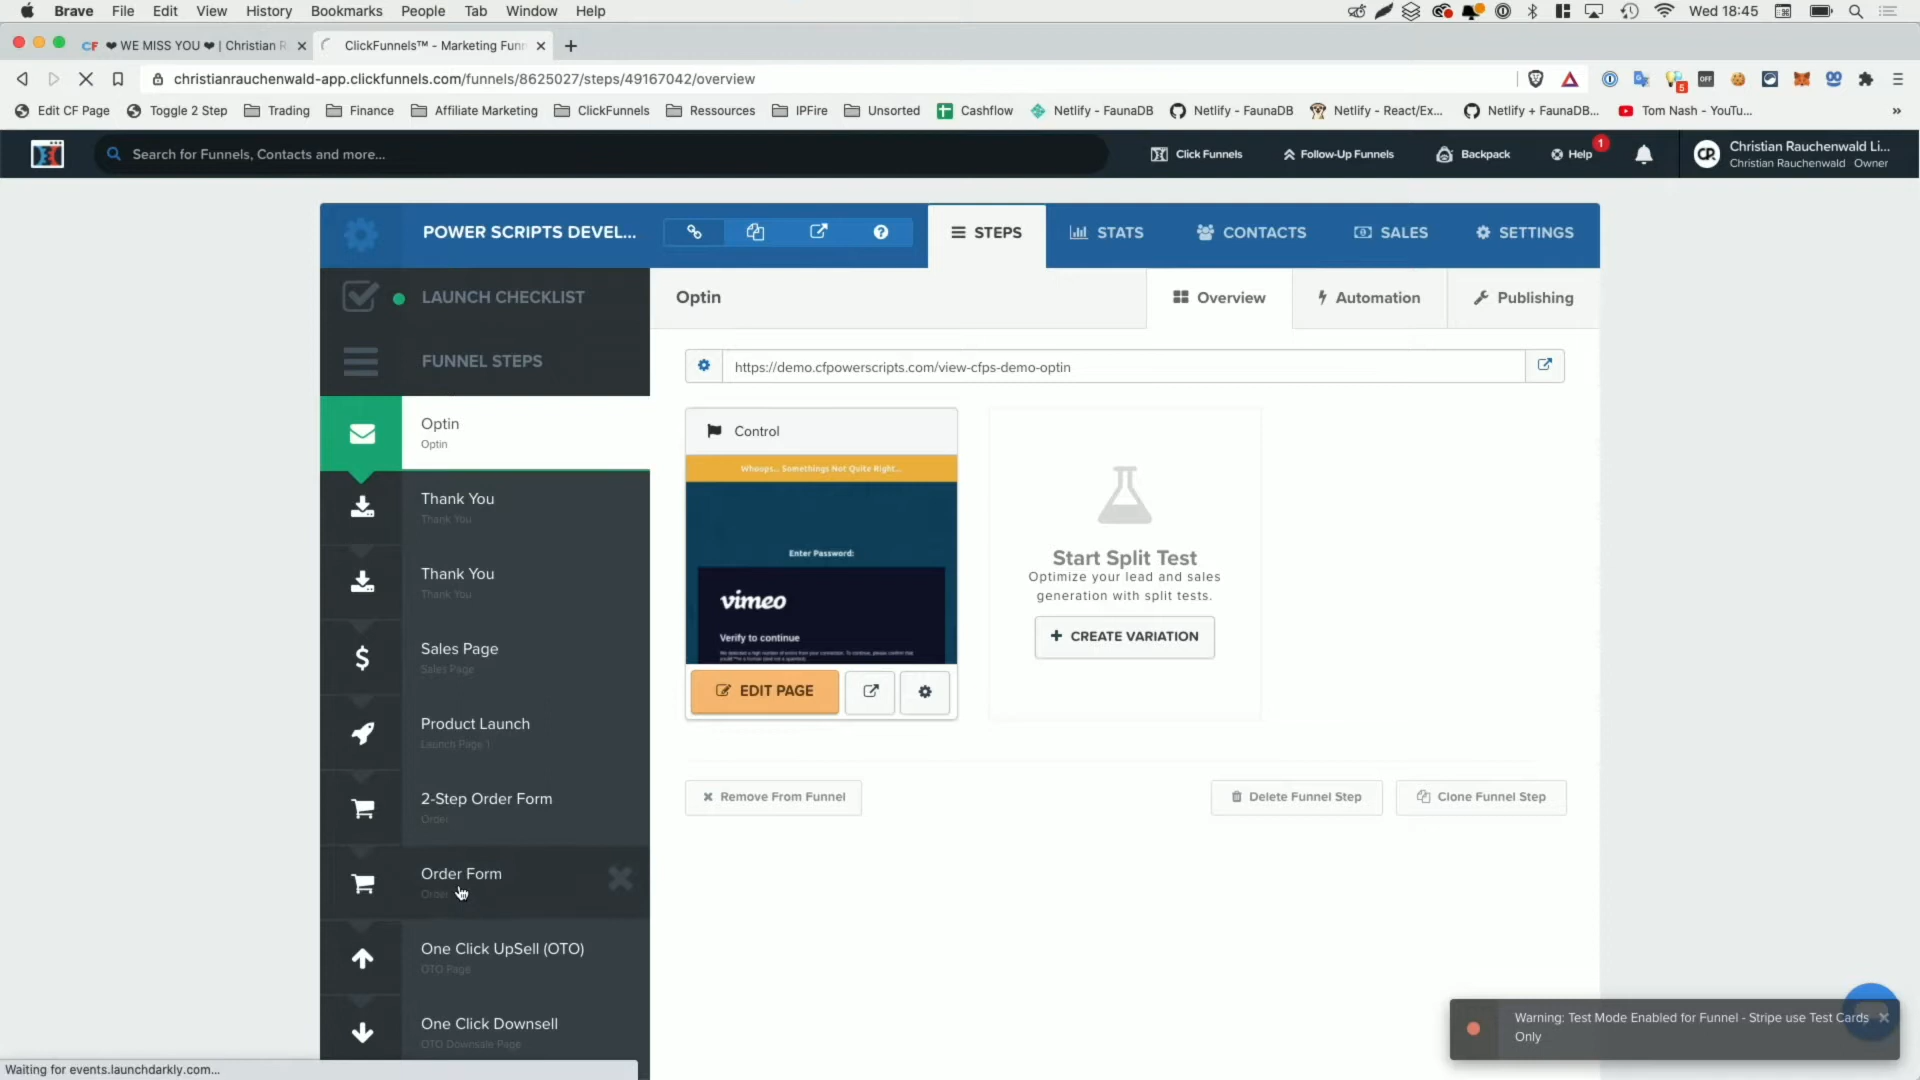 Brave File Edit View History Bookmarks People Tab Window Help Wed 18:45
CF ❤ WE MISS YOU ❤ | Christian R ClickFunnels™ - Marketing Funn
christianrauchenwald-app.clickfunnels.com/funnels/8625027/steps/49167042/overview
Edit CF Page Toggle 2 Step Trading Finance Affiliate Marketing ClickFunnels Ressources IPFire Unsorted Cashflow Netlify - FaunaDB Netlify - FaunaDB Netlify - React/Ex... Netlify + FaunaDB... Tom Nash - YouTu... »
Search for Funnels, Contacts and more... Click Funnels Follow-Up Funnels Backpack Help 1 Christian Rauchenwald Li...
Christian Rauchenwald Owner
POWER SCRIPTS DEVEL... STEPS STATS CONTACTS SALES SETTINGS
LAUNCH CHECKLIST
FUNNEL STEPS
Optin
Optin
Thank You
Thank You
Thank You
Thank You
Sales Page
Sales Page
Product Launch
Launch Page 1
2-Step Order Form
Order
Order Form
Order
One Click UpSell (OTO)
OTO Page
One Click Downsell
OTO Downsale Page
Optin Overview Automation Publishing
https://demo.cfpowerscripts.com/view-cfps-demo-optin
Control
Whoops... Somethings Not Quite Right...
Enter Password:
vimeo
Verify to continue
EDIT PAGE
Start Split Test
Optimize your lead and sales
generation with split tests.
+ CREATE VARIATION
Remove From Funnel Delete Funnel Step Clone Funnel Step
Warning: Test Mode Enabled for Funnel - Stripe use Test Cards
Only
Waiting for events.launchdarkly.com...